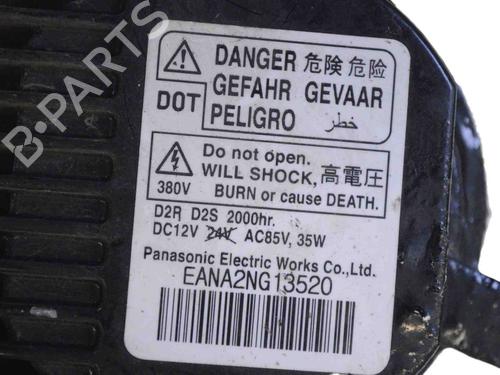 DANGER 危険 危险
GEFAHR GEVAAR
DOT PELIGRO خطر
Do not open.
WILL SHOCK, 高電圧
380V BURN or cause DEATH.
D2R D2S 2000hr.
DC12V 24V AC85V, 35W
Panasonic Electric Works Co.,Ltd.
EANA2NG13520